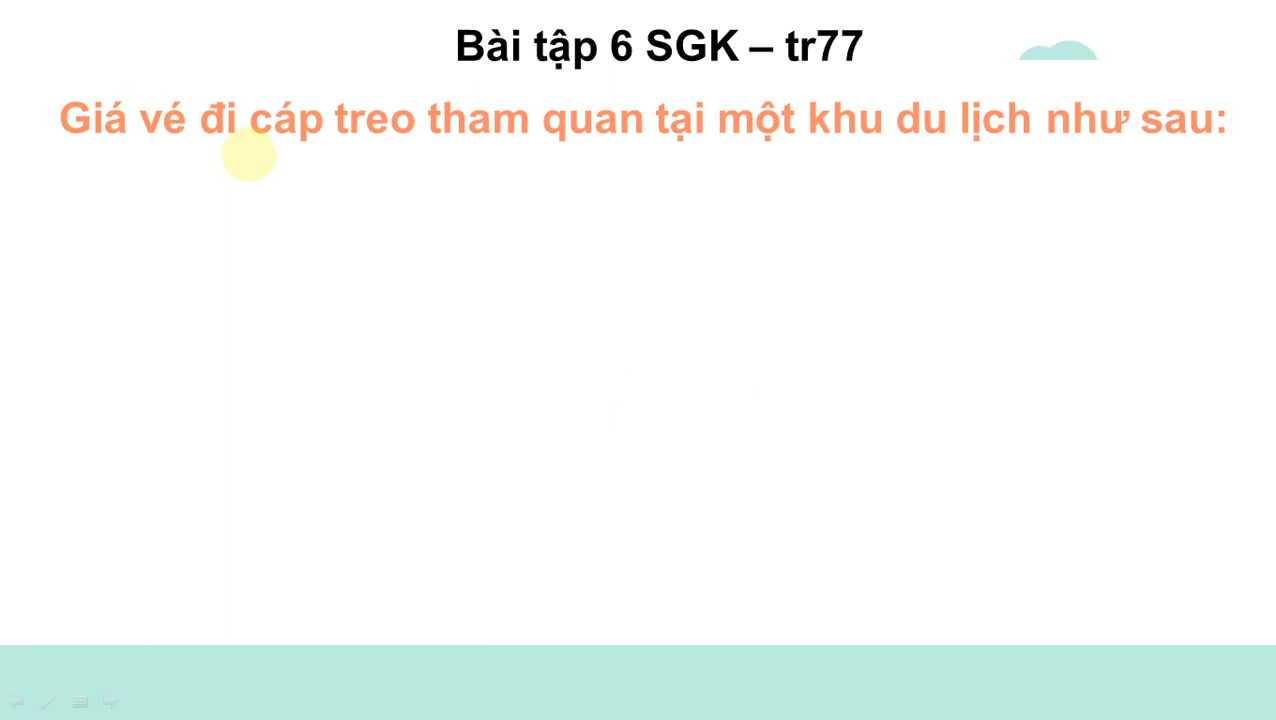 Bài tập 6 SGK – tr77
Giá vé đi cáp treo tham quan tại một khu du lịch như sau: